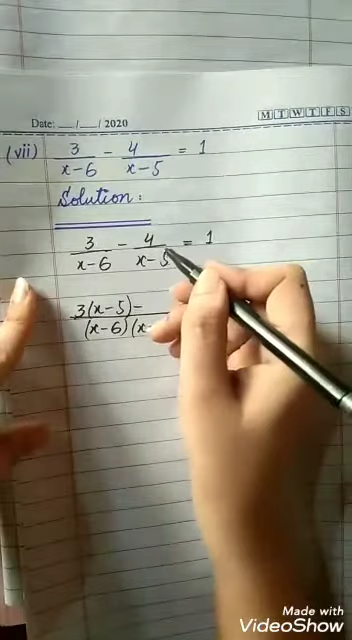 Date: __/__/2020
M T W T F S
(vii) 3/(x-6) - 4/(x-5) = 1
Solution:
3/(x-6) - 4/(x-5) = 1
3(x-5)-
(x-6)(x-
Made with
VideoShow